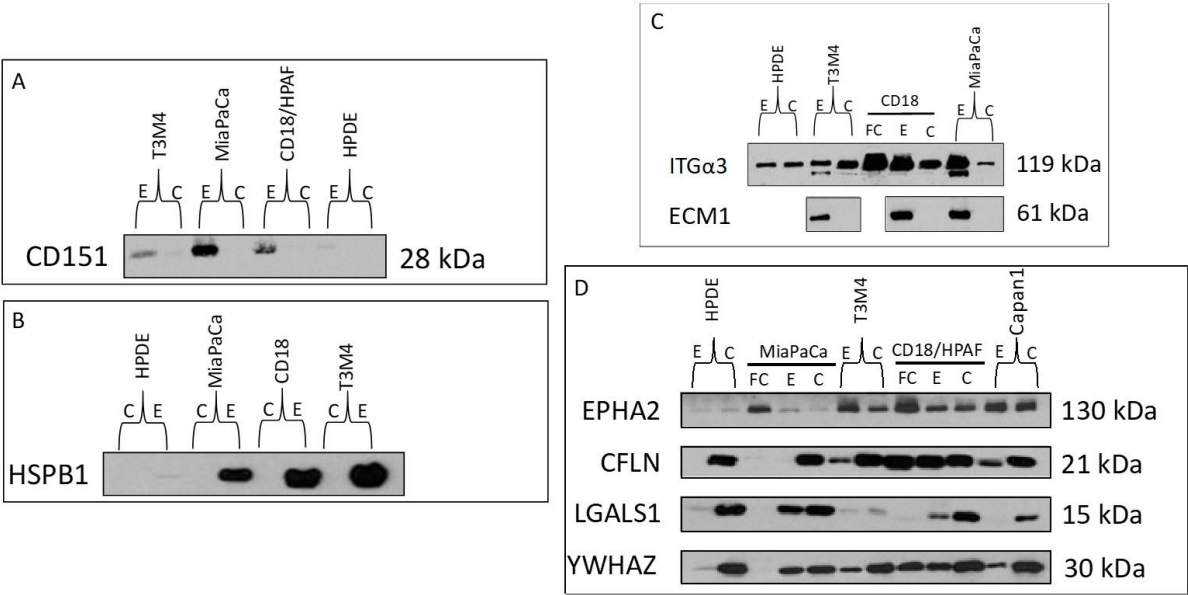 A
T3M4 MiaPaCa CD18/HPAF HPDE
E C E C E C E C
CD151 28 kDa
B
HPDE MiaPaCa CD18 T3M4
C E C E C E C E
HSPB1
C
HPDE T3M4 CD18 MiaPaCa
E C E C FC E C E C
ITGα3 119 kDa
ECM1 61 kDa
D
HPDE MiaPaCa T3M4 CD18/HPAF Capan1
E C FC E C E C FC E C E C
EPHA2 130 kDa
CFLN 21 kDa
LGALS1 15 kDa
YWHAZ 30 kDa